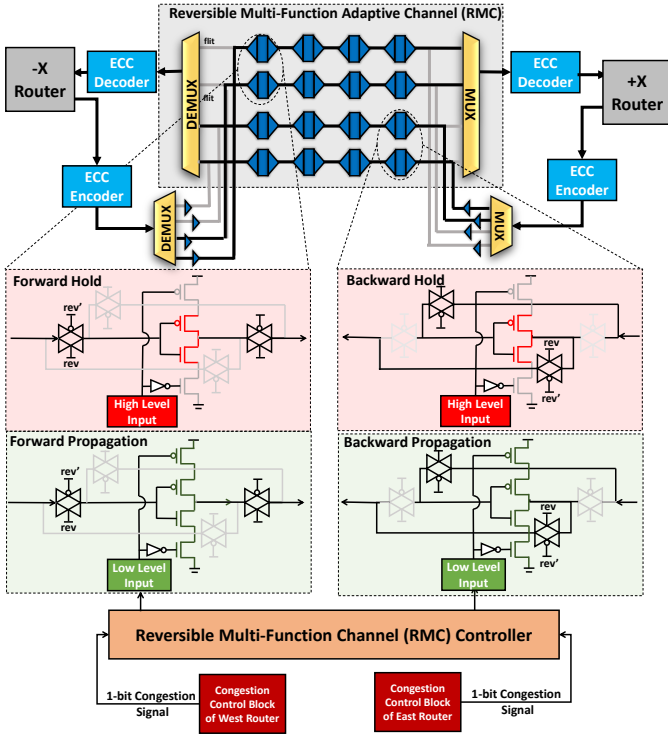 Reversible Multi-Function Adaptive Channel (RMC)
-X
Router
ECC
Decoder
DEMUX
flit
flit
MUX
ECC
Decoder
+X
Router
ECC
Encoder
DEMUX
MUX
ECC
Encoder
Forward Hold
rev'
rev
High Level
Input
Backward Hold
rev
rev'
High Level
Input
Forward Propagation
rev'
rev
Low Level
Input
Backward Propagation
rev
rev'
Low Level
Input
Reversible Multi-Function Channel (RMC) Controller
1-bit Congestion
Signal
Congestion
Control Block
of West Router
Congestion
Control Block
of East Router
1-bit Congestion
Signal